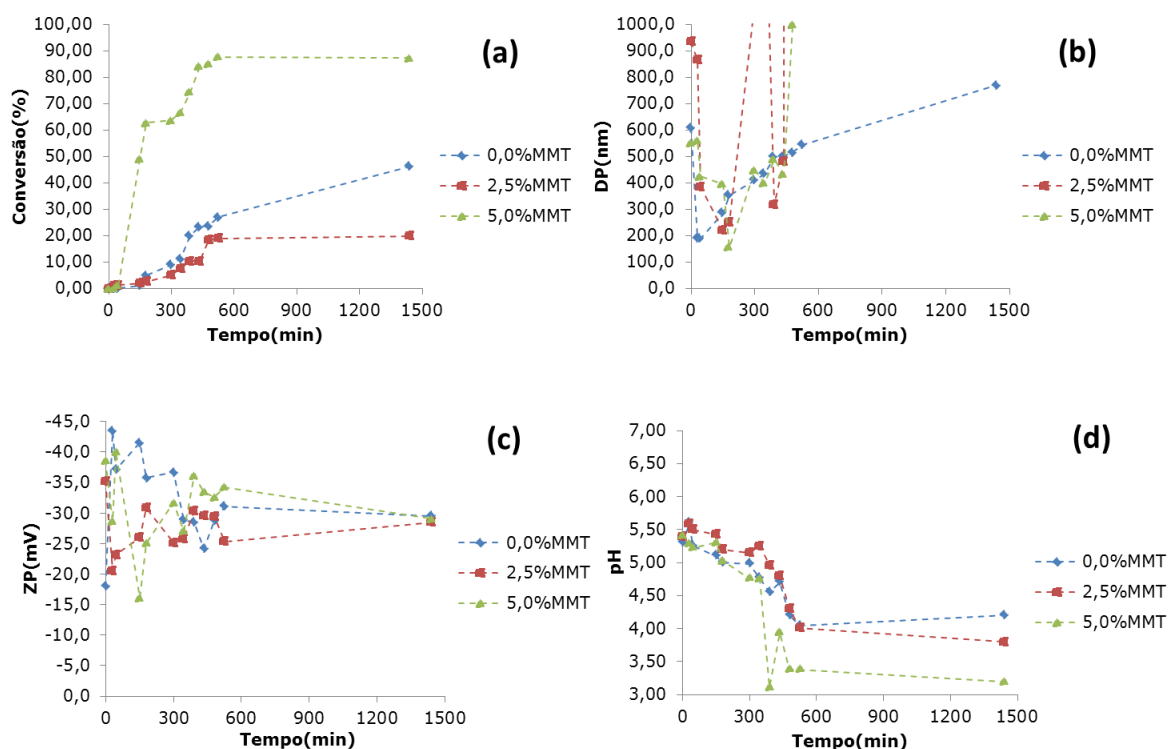 (a)
Conversão(%)
100,00
90,00
80,00
70,00
60,00
50,00
40,00
30,00
20,00
10,00
0,00
0 300 600 900 1200 1500
Tempo(min)
0,0%MMT
2,5%MMT
5,0%MMT
(b)
DP(nm)
1000,0
900,0
800,0
700,0
600,0
500,0
400,0
300,0
200,0
100,0
0,0
0 300 600 900 1200 1500
Tempo(min)
0,0%MMT
2,5%MMT
5,0%MMT
(c)
ZP(mV)
-45,0
-40,0
-35,0
-30,0
-25,0
-20,0
-15,0
-10,0
-5,0
0,0
0 300 600 900 1200 1500
Tempo(min)
0,0%MMT
2,5%MMT
5,0%MMT
(d)
pH
7,00
6,50
6,00
5,50
5,00
4,50
4,00
3,50
3,00
0 300 600 900 1200 1500
Tempo(min)
0,0%MMT
2,5%MMT
5,0%MMT